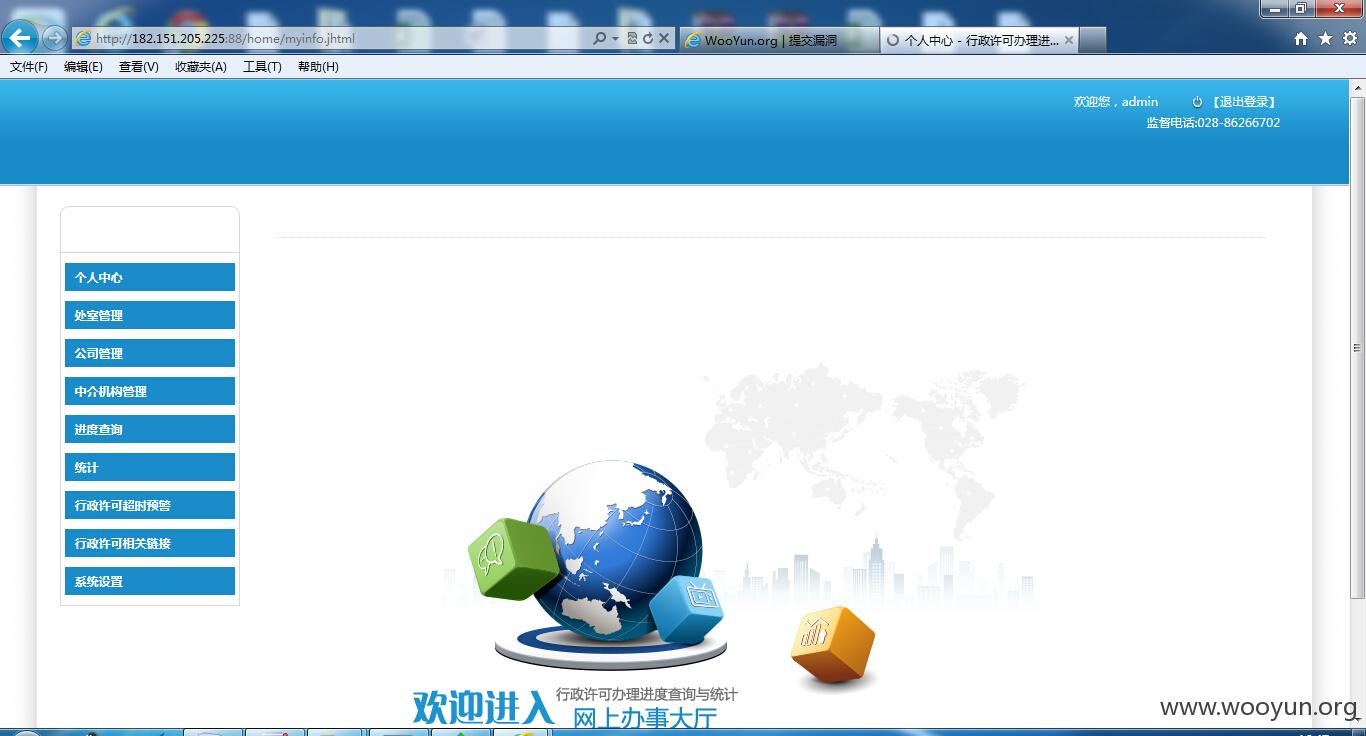 http://182.151.205.225:88/home/myinfo.jhtml
WooYun.org | 提交漏洞
个人中心 - 行政许可办理进...
文件(F) 编辑(E) 查看(V) 收藏夹(A) 工具(T) 帮助(H)
欢迎您，admin 【退出登录】
监督电话:028-86266702
个人中心
处室管理
公司管理
中介机构管理
进度查询
统计
行政许可超时预警
行政许可相关链接
系统设置
欢迎进入 行政许可办理进度查询与统计
网上办事大厅
www.wooyun.org